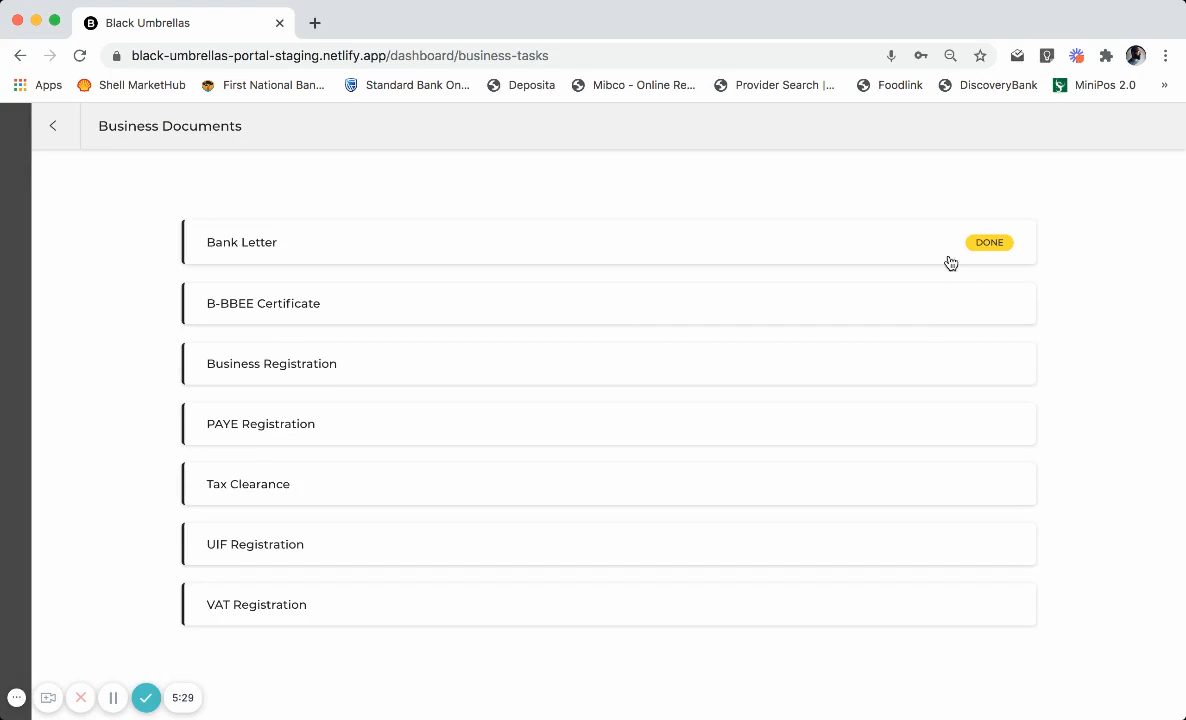 Black Umbrellas
black-umbrellas-portal-staging.netlify.app/dashboard/business-tasks
Apps Shell MarketHub First National Ban... Standard Bank On... Deposita Mibco - Online Re... Provider Search |... Foodlink DiscoveryBank MiniPos 2.0 »
Business Documents
Bank Letter DONE
B-BBEE Certificate
Business Registration
PAYE Registration
Tax Clearance
UIF Registration
VAT Registration
5:29